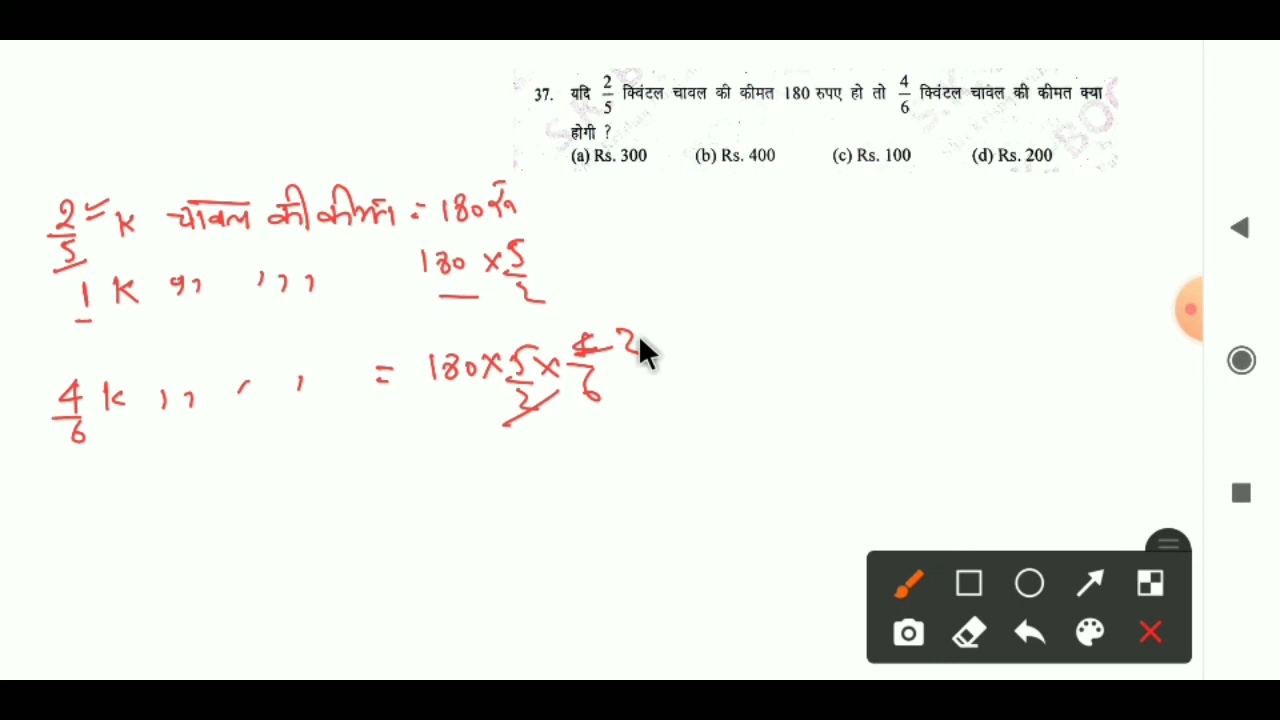 37. यदि 2/5 क्विंटल चावल की कीमत 180 रुपए हो तो 4/6 क्विंटल चावल की कीमत क्या
होगी ?
(a) Rs. 300 (b) Rs. 400 (c) Rs. 100 (d) Rs. 200
2/5 K चावल की कीमत = 180 रु
1 K ,, ,,, 180 × 5/2
4/6 K ,, , , = 180 × 5/2 × 4/6 2